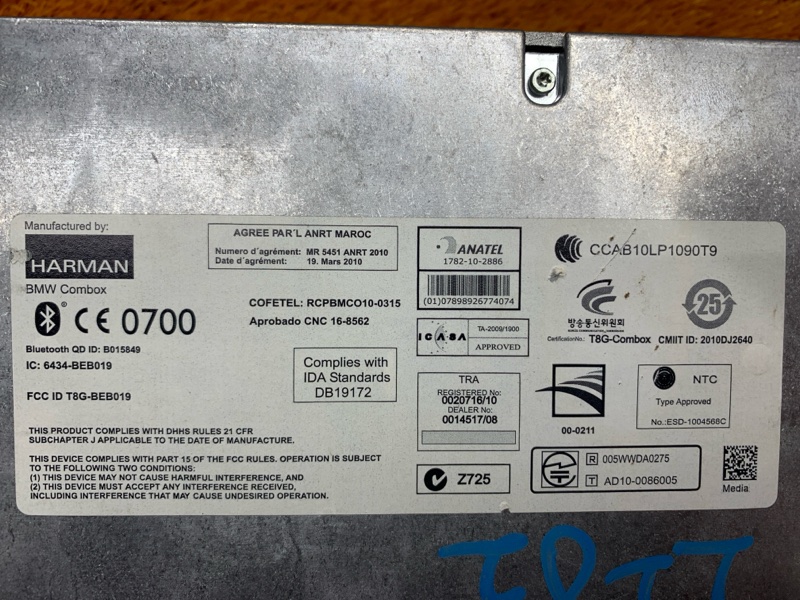 Manufactured by:
HARMAN
BMW Combox
CE 0700
Bluetooth QD ID: B015849
IC: 6434-BEB019
FCC ID T8G-BEB019
AGREE PAR'L ANRT MAROC
Numero d´agrément: MR 5451 ANRT 2010
Date d´agrément: 19. Mars 2010
COFETEL: RCPBMCO10-0315
Aprobado CNC 16-8562
Complies with
IDA Standards
DB19172
THIS PRODUCT COMPLIES WITH DHHS RULES 21 CFR
SUBCHAPTER J APPLICABLE TO THE DATE OF MANUFACTURE.
THIS DEVICE COMPLIES WITH PART 15 OF THE FCC RULES. OPERATION IS SUBJECT
TO THE FOLLOWING TWO CONDITIONS:
(1) THIS DEVICE MAY NOT CAUSE HARMFUL INTERFERENCE, AND
(2) THIS DEVICE MUST ACCEPT ANY INTERFERENCE RECEIVED,
INCLUDING INTERFERENCE THAT MAY CAUSE UNDESIRED OPERATION.
ANATEL
1782-10-2886
(01)07898926774074
ICASA
TA-2009/1900
APPROVED
TRA
REGISTERED No:
0020716/10
DEALER No:
0014517/08
Z725
CCAB10LP1090T9
방송통신위원회
25
CertificationNo.: T8G-Combox CMIIT ID: 2010DJ2640
00-0211
NTC
Type Approved
No.:ESD-1004568C
R 005WWDA0275
T AD10-0086005
Media